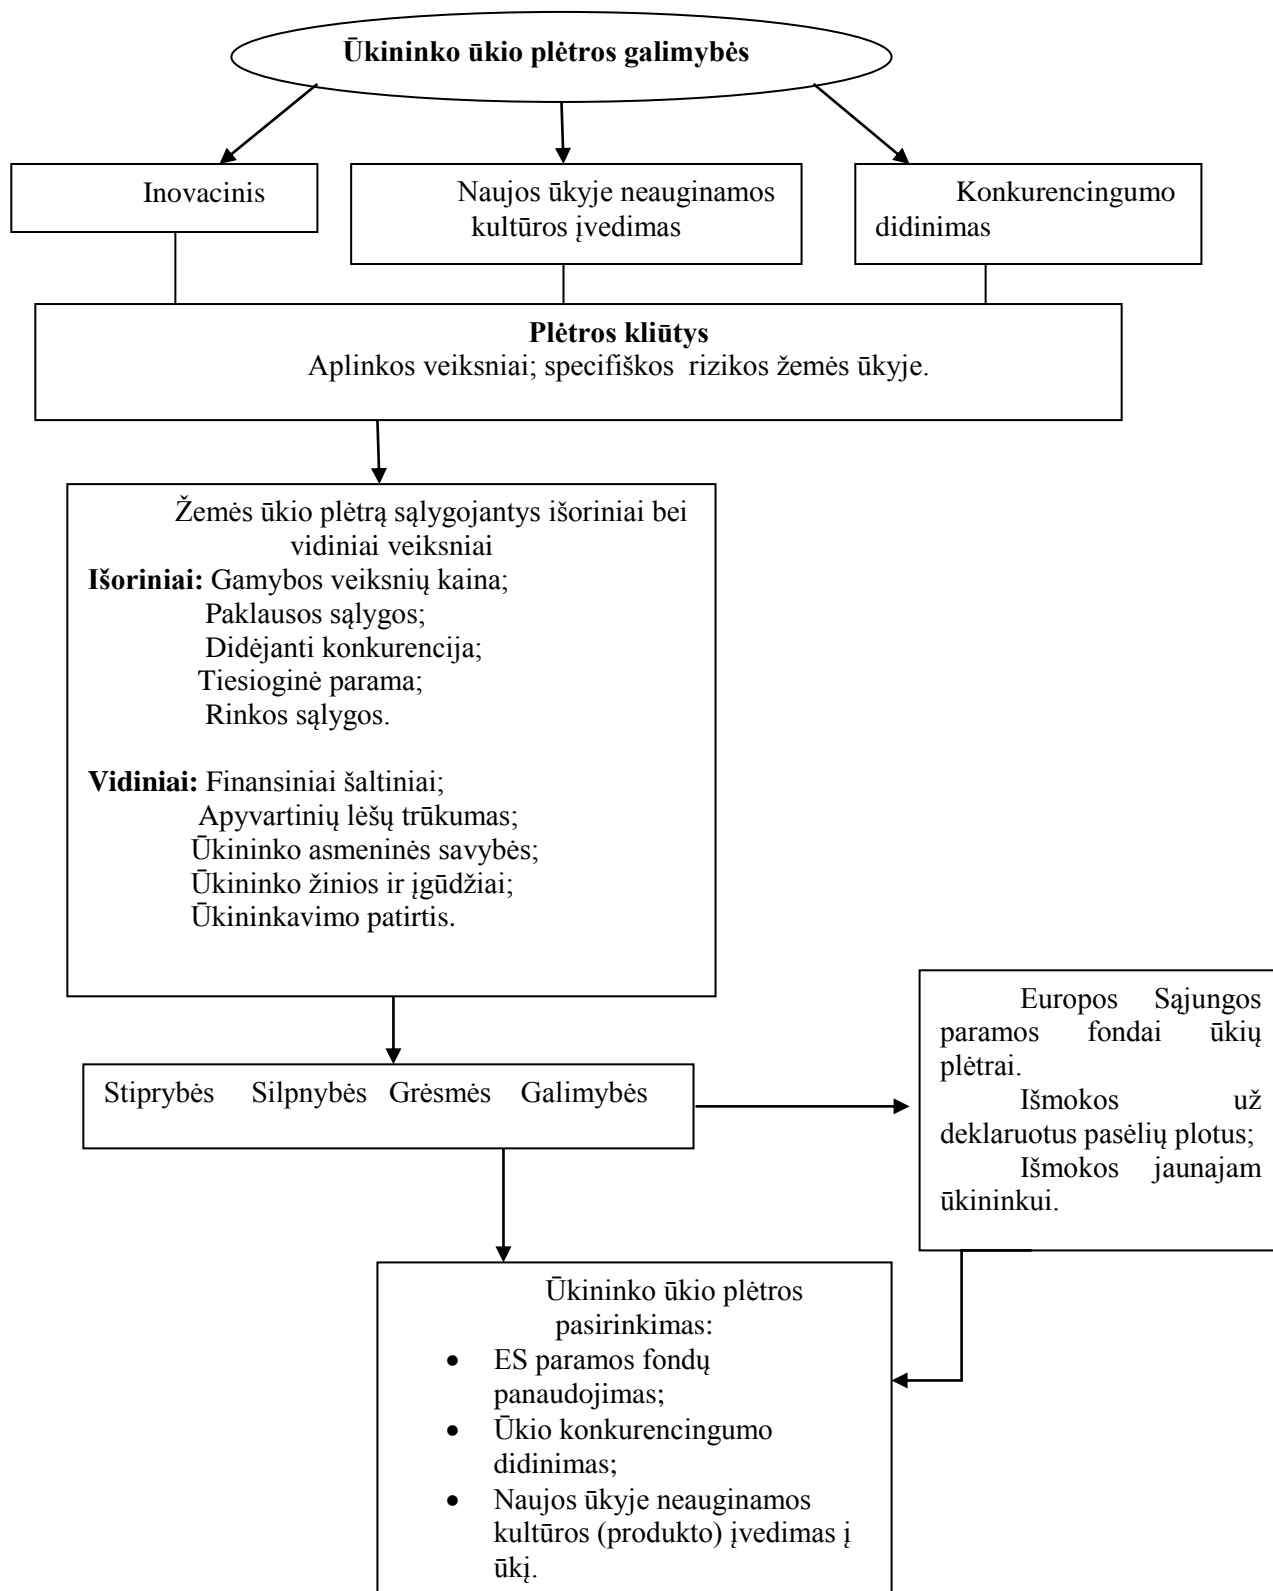 Ūkininko ūkio plėtros galimybės
Inovacinis
Naujos ūkyje neauginamos
kultūros įvedimas
Konkurencingumo
didinimas
Plėtros kliūtys
Aplinkos veiksniai; specifiškos rizikos žemės ūkyje.
Žemės ūkio plėtrą sąlygojantys išoriniai bei
vidiniai veiksniai
Išoriniai: Gamybos veiksnių kaina;
Paklausos sąlygos;
Didėjanti konkurencija;
Tiesioginė parama;
Rinkos sąlygos.
Vidiniai: Finansiniai šaltiniai;
Apyvartinių lėšų trūkumas;
Ūkininko asmeninės savybės;
Ūkininko žinios ir įgūdžiai;
Ūkininkavimo patirtis.
Stiprybės Silpnybės Grėsmės Galimybės
Europos Sąjungos
paramos fondai ūkių
plėtrai.
Išmokos už
deklaruotus pasėlių plotus;
Išmokos jaunajam
ūkininkui.
Ūkininko ūkio plėtros
pasirinkimas:
• ES paramos fondų
panaudojimas;
• Ūkio konkurencingumo
didinimas;
• Naujos ūkyje neauginamos
kultūros (produkto) įvedimas į
ūkį.